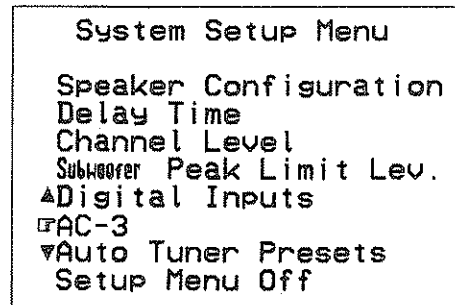 System Setup Menu
Speaker Configuration
Delay Time
Channel Level
Subwoofer Peak Limit Lev.
▲Digital Inputs
☞AC-3
▼Auto Tuner Presets
Setup Menu Off